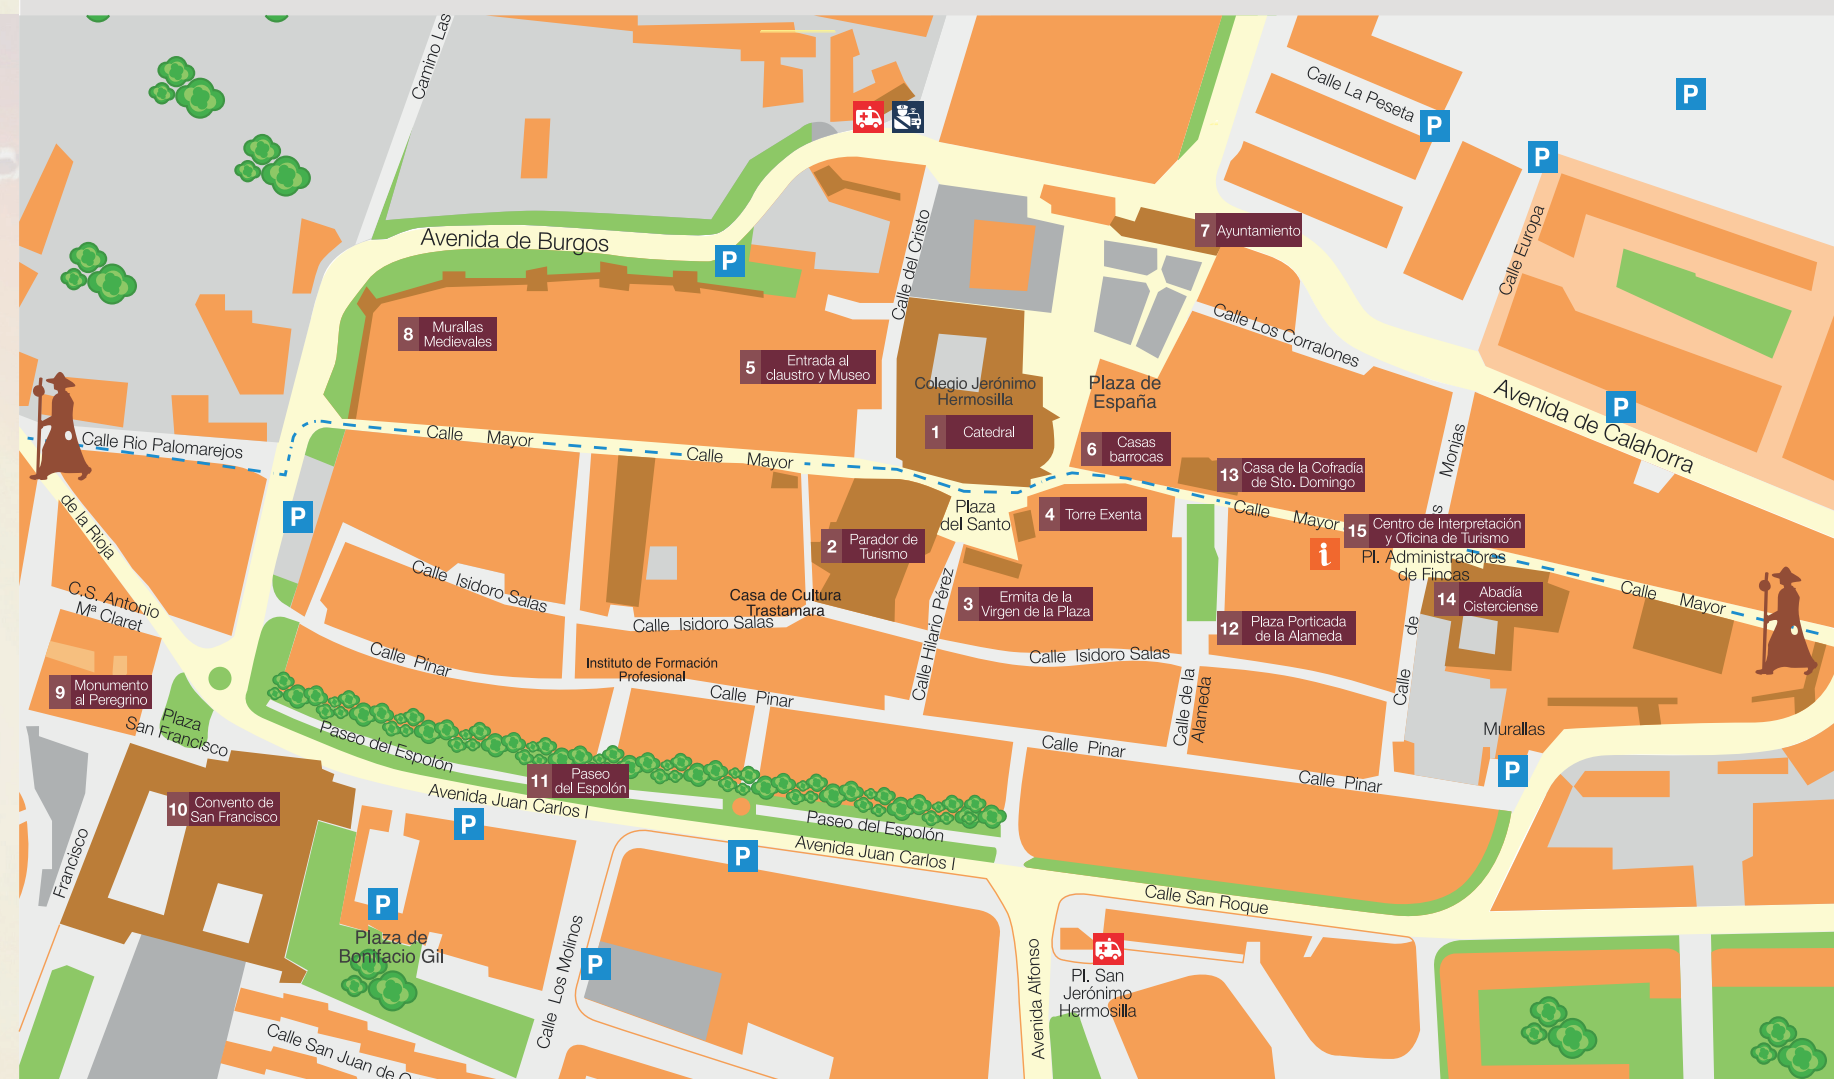 Camino Las
P
Calle La Peseta
P
P
Calle Europa
Avenida de Burgos
P
Calle del Cristo
7 Ayuntamiento
Calle Los Corralones
8 Murallas
Medievales
5 Entrada al
claustro y Museo
Colegio Jerónimo
Hermosilla
Plaza de
España
1 Catedral
6 Casas
barrocas
P
Avenida de Calahorra
Calle Rio Palomarejos
Calle Mayor
Calle Mayor
13 Casa de la Cofradía
de Sto. Domingo
Calle de
s Monjas
P
de la Rioja
Plaza
del Santo
4 Torre Exenta
Calle Mayor
15 Centro de Interpretación
y Oficina de Turismo
i
Pl. Administradores
de Fincas
2 Parador de
Turismo
Calle Isidoro Salas
Casa de Cultura
Trastamara
Calle Isidoro Salas
Calle Hilario Pérez
3 Ermita de la
Virgen de la Plaza
14 Abadía
Cisterciense
Calle Mayor
12 Plaza Porticada
de la Alameda
C.S. Antonio
Mª Claret
Calle Pinar
Instituto de Formación
Profesional
Calle Isidoro Salas
9 Monumento
al Peregrino
Calle Pinar
Calle de la
Alameda
Plaza
San Francisco
Paseo del Espolón
Calle Pinar
Murallas
P
11 Paseo
del Espolón
Calle Pinar
10 Convento de
San Francisco
Avenida Juan Carlos I
P
Paseo del Espolón
Avenida Juan Carlos I
P
Francisco
P
Plaza de
Bonifacio Gil
Calle San Roque
Calle Los Molinos
P
Avenida Alfonso
Pl. San
Jerónimo
Hermosilla
Calle San Juan de O